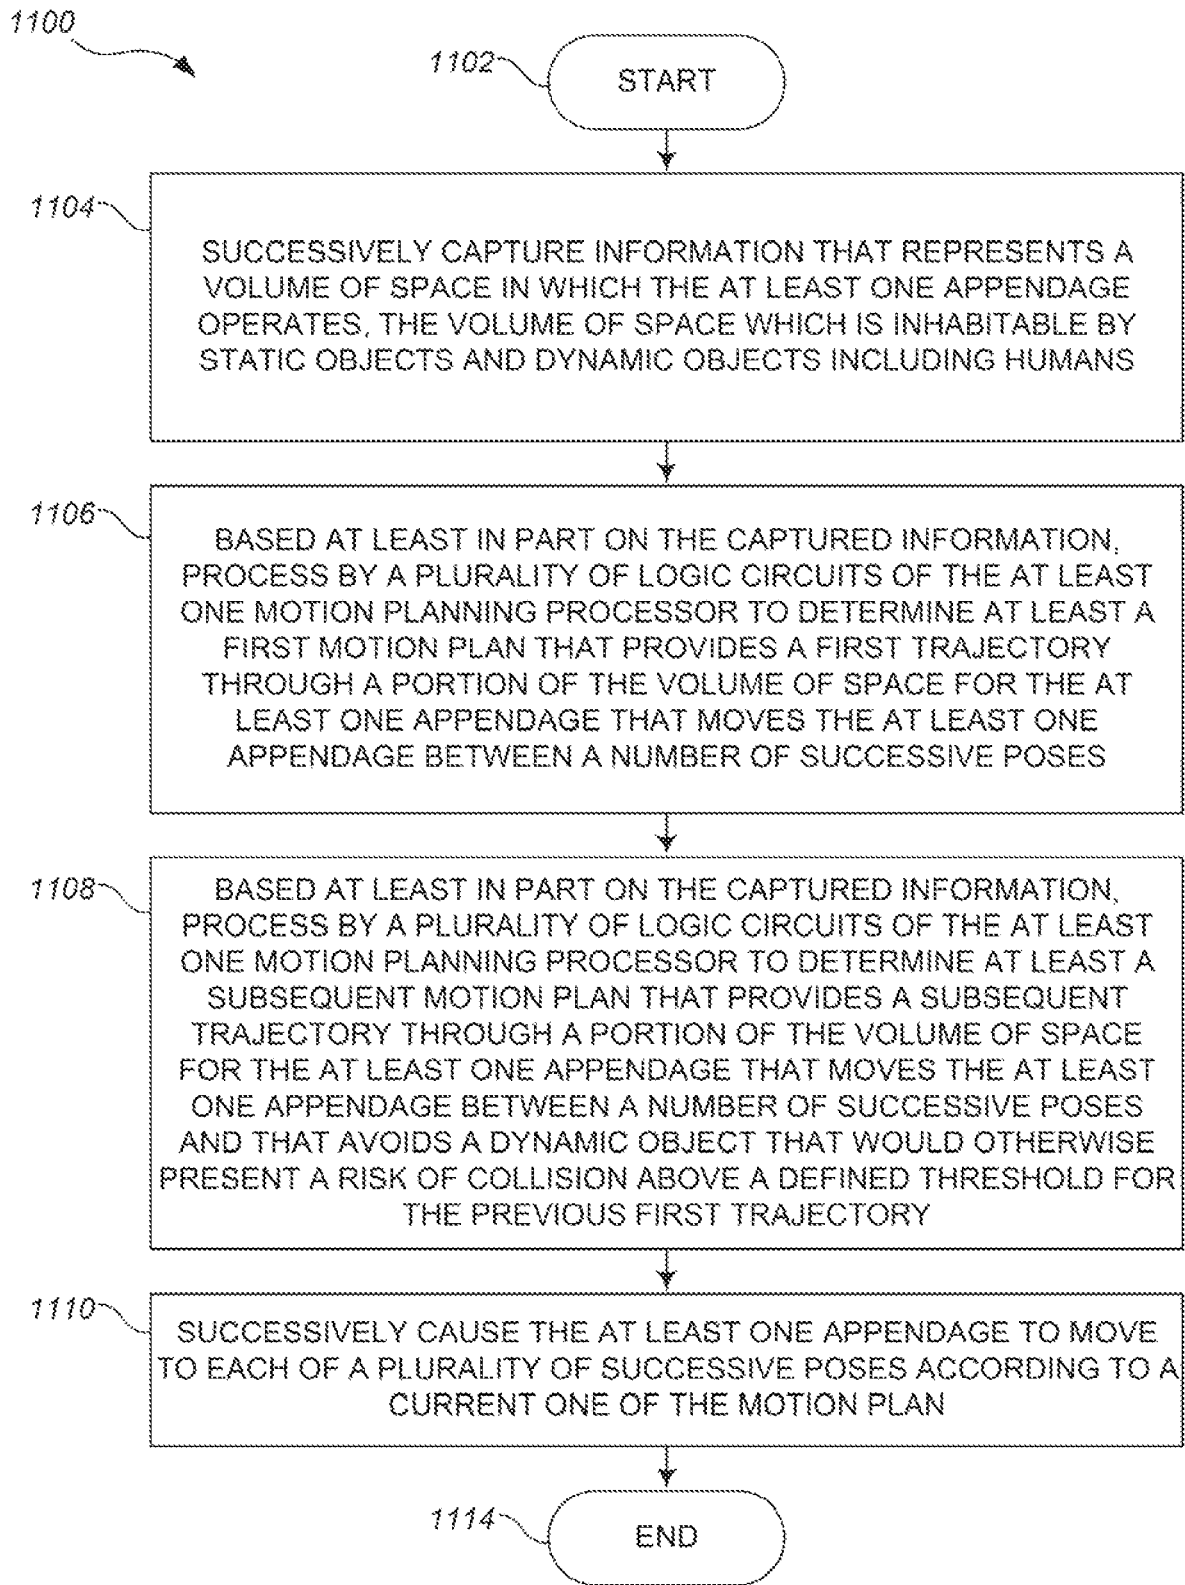 1100
1102
START
1104
SUCCESSIVELY CAPTURE INFORMATION THAT REPRESENTS A
VOLUME OF SPACE IN WHICH THE AT LEAST ONE APPENDAGE
OPERATES, THE VOLUME OF SPACE WHICH IS INHABITABLE BY
STATIC OBJECTS AND DYNAMIC OBJECTS INCLUDING HUMANS
1106
BASED AT LEAST IN PART ON THE CAPTURED INFORMATION,
PROCESS BY A PLURALITY OF LOGIC CIRCUITS OF THE AT LEAST
ONE MOTION PLANNING PROCESSOR TO DETERMINE AT LEAST A
FIRST MOTION PLAN THAT PROVIDES A FIRST TRAJECTORY
THROUGH A PORTION OF THE VOLUME OF SPACE FOR THE AT
LEAST ONE APPENDAGE THAT MOVES THE AT LEAST ONE
APPENDAGE BETWEEN A NUMBER OF SUCCESSIVE POSES
1108
BASED AT LEAST IN PART ON THE CAPTURED INFORMATION,
PROCESS BY A PLURALITY OF LOGIC CIRCUITS OF THE AT LEAST
ONE MOTION PLANNING PROCESSOR TO DETERMINE AT LEAST A
SUBSEQUENT MOTION PLAN THAT PROVIDES A SUBSEQUENT
TRAJECTORY THROUGH A PORTION OF THE VOLUME OF SPACE
FOR THE AT LEAST ONE APPENDAGE THAT MOVES THE AT LEAST
ONE APPENDAGE BETWEEN A NUMBER OF SUCCESSIVE POSES
AND THAT AVOIDS A DYNAMIC OBJECT THAT WOULD OTHERWISE
PRESENT A RISK OF COLLISION ABOVE A DEFINED THRESHOLD FOR
THE PREVIOUS FIRST TRAJECTORY
1110
SUCCESSIVELY CAUSE THE AT LEAST ONE APPENDAGE TO MOVE
TO EACH OF A PLURALITY OF SUCCESSIVE POSES ACCORDING TO A
CURRENT ONE OF THE MOTION PLAN
1114
END